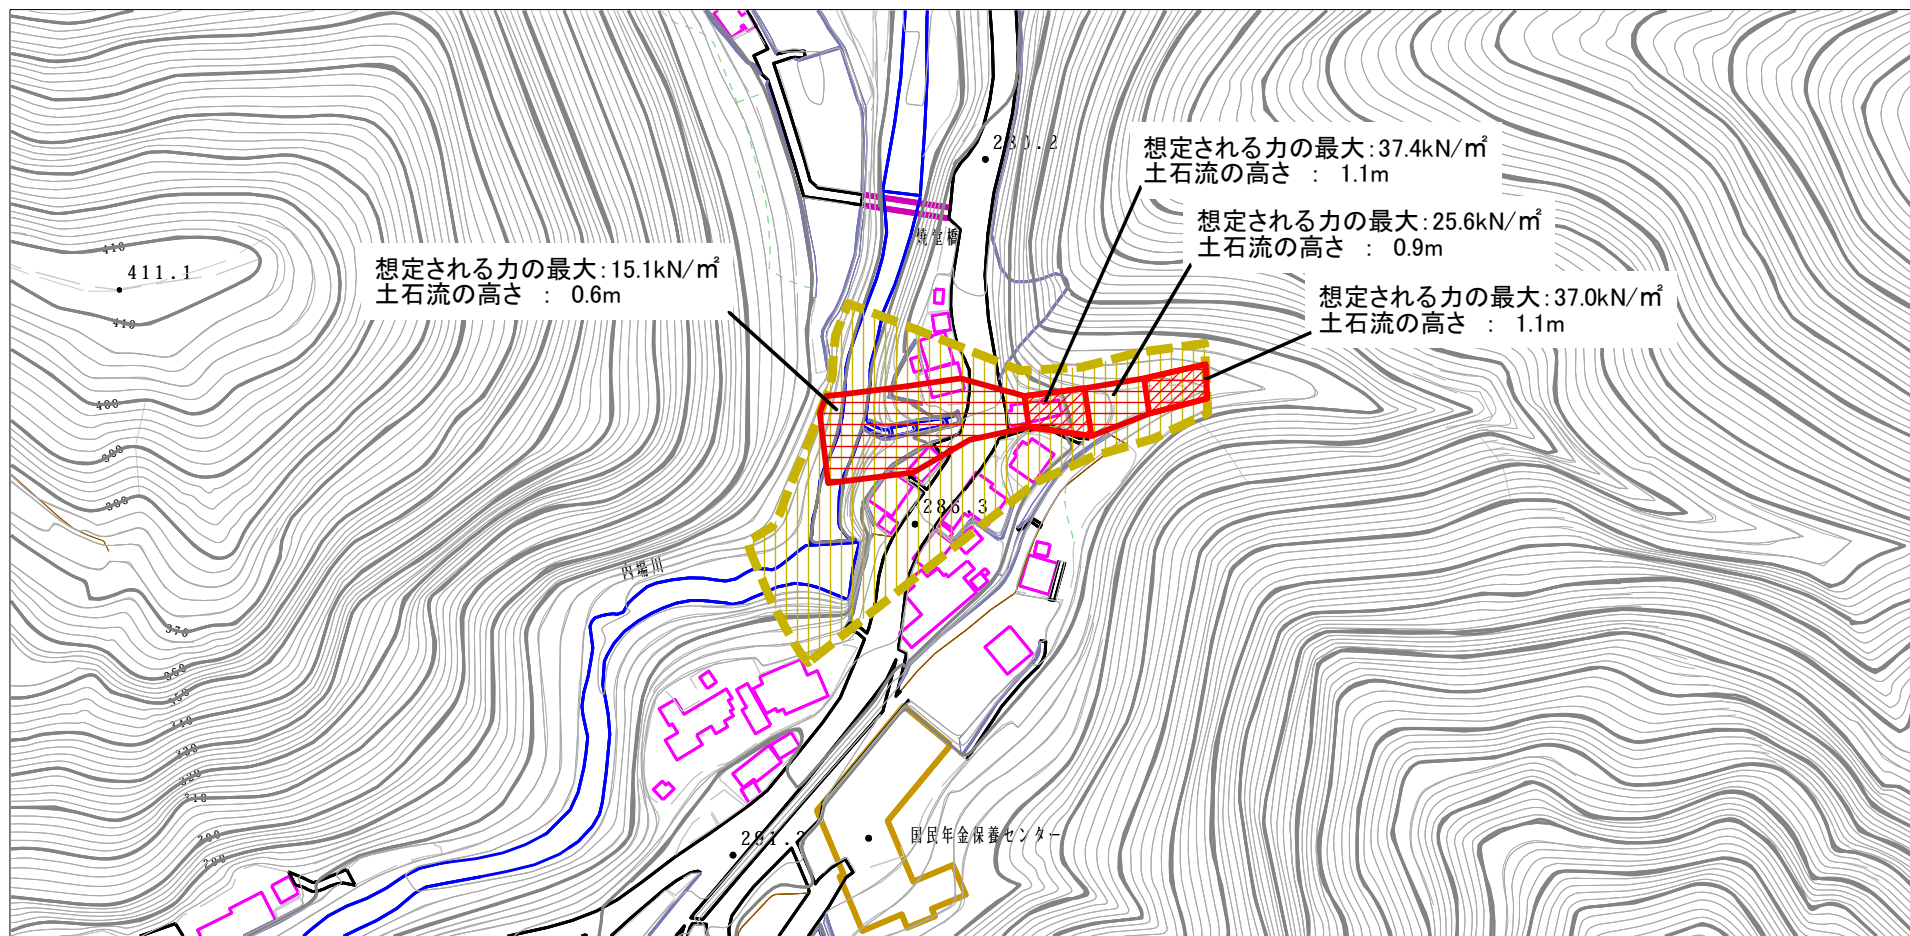 想定される力の最大:37.4kN/㎡
土石流の高さ : 1.1m
想定される力の最大:25.6kN/㎡
土石流の高さ : 0.9m
想定される力の最大:37.0kN/㎡
土石流の高さ : 1.1m
想定される力の最大:15.1kN/㎡
土石流の高さ : 0.6m
410
411.1
410
400
390
380
286.3
内場川
370
360
350
340
330
320
310
300
290
国民年金保養センター